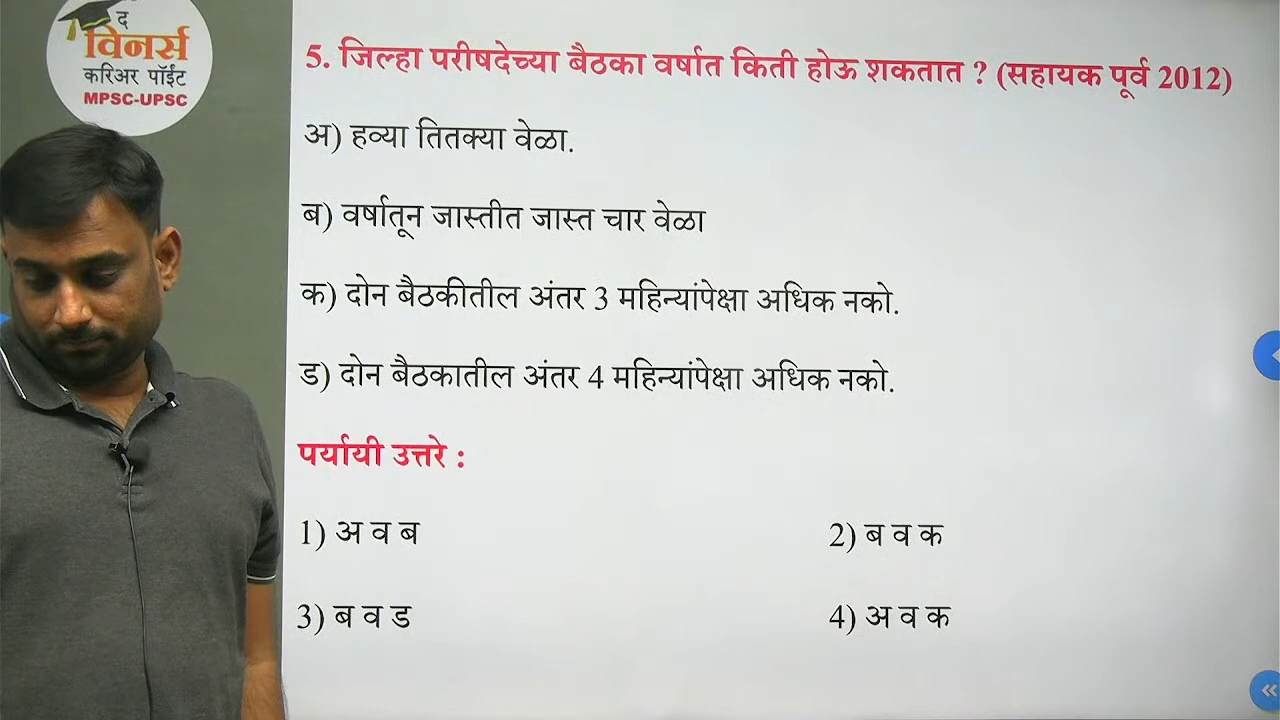 द
विनर्स
करिअर पॉईंट
MPSC-UPSC
5. जिल्हा परीषदेच्या बैठका वर्षात किती होऊ शकतात ? (सहायक पूर्व 2012)
अ) हव्या तितक्या वेळा.
ब) वर्षातून जास्तीत जास्त चार वेळा
क) दोन बैठकीतील अंतर 3 महिन्यांपेक्षा अधिक नको.
ड) दोन बैठकातील अंतर 4 महिन्यांपेक्षा अधिक नको.
पर्यायी उत्तरे :
1) अ व ब 2) ब व क
3) ब व ड 4) अ व क